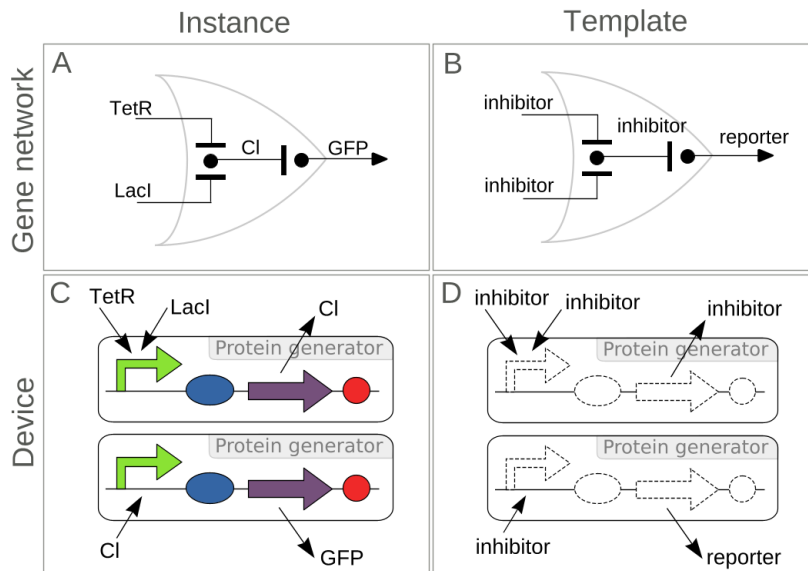 Instance
Template
Gene network
A
TetR
CI
GFP
LacI
B
inhibitor
inhibitor
reporter
inhibitor
Device
C
TetR
LacI
CI
Protein generator
Protein generator
CI
GFP
D
inhibitor
inhibitor
inhibitor
Protein generator
Protein generator
inhibitor
reporter